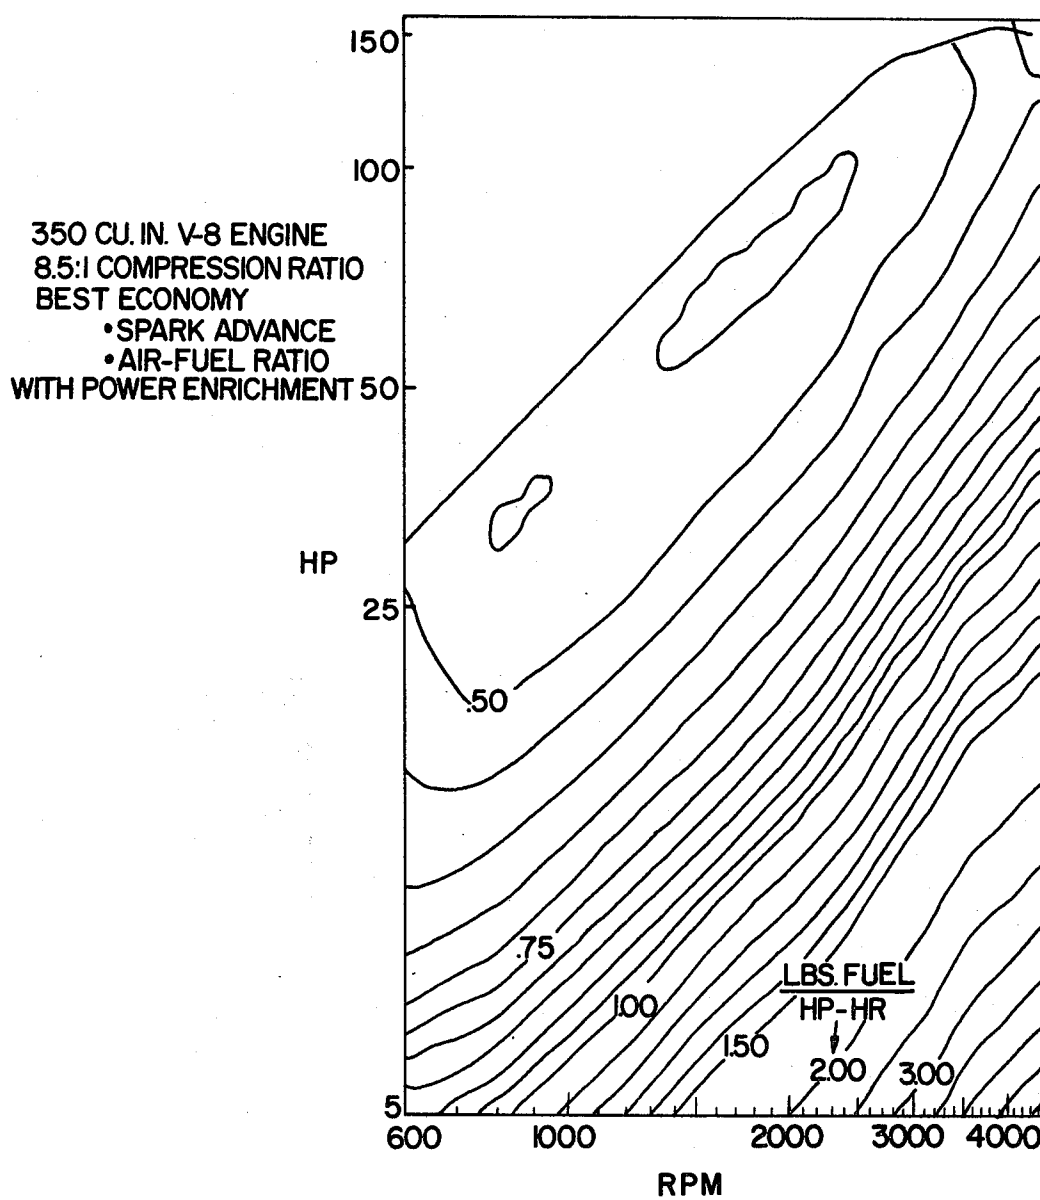 150
100
350 CU. IN. V-8 ENGINE
8.5:1 COMPRESSION RATIO
BEST ECONOMY
•SPARK ADVANCE
•AIR-FUEL RATIO
WITH POWER ENRICHMENT 50
HP
25
.50
.75
1.00
LBS. FUEL
HP-HR
1.50
2.00
3.00
5
600 1000 2000 3000 4000
RPM